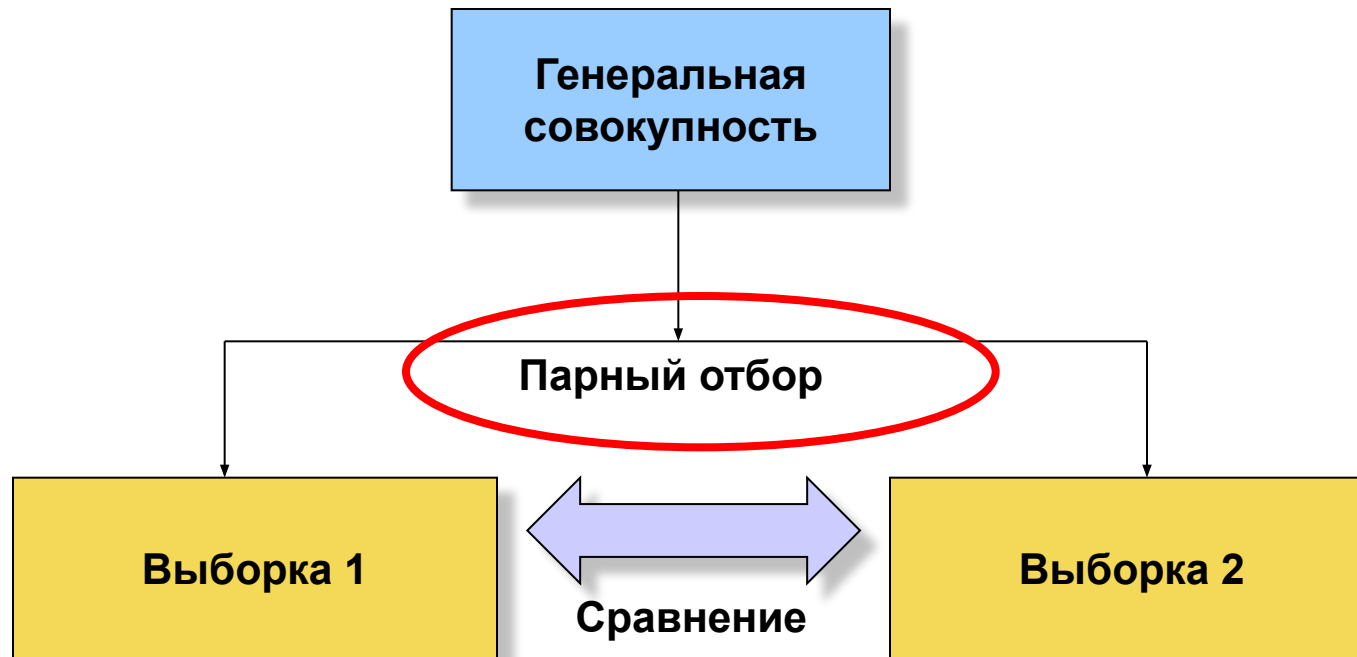 Генеральная
совокупность
Парный отбор
Выборка 1
Сравнение
Выборка 2